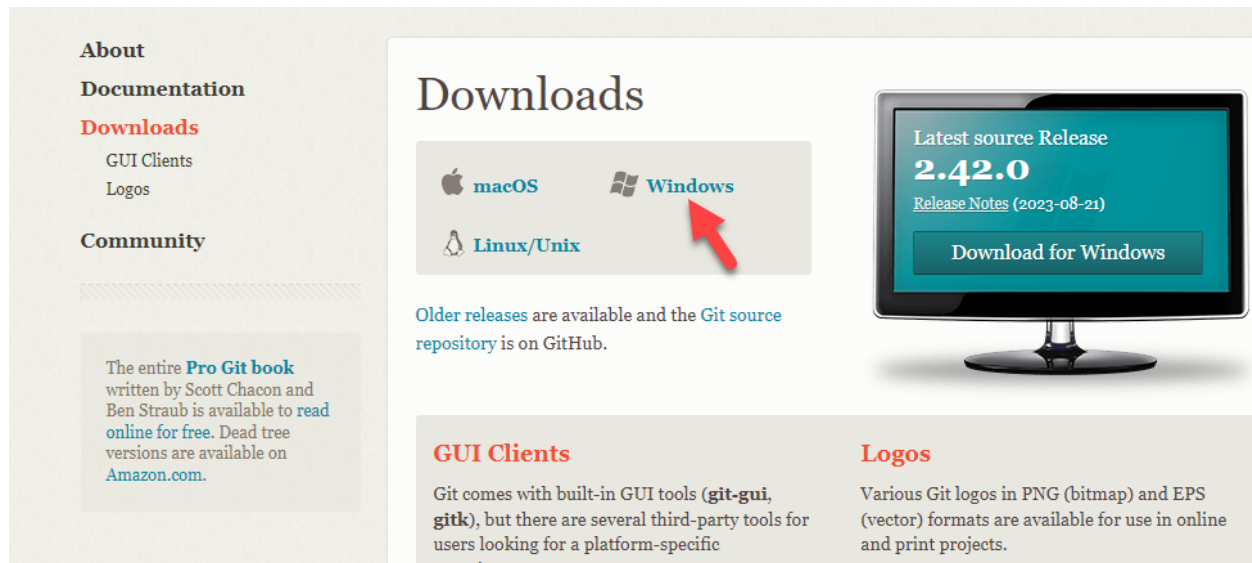 About
Documentation
Downloads
GUI Clients
Logos
Community
The entire Pro Git book
written by Scott Chacon and
Ben Straub is available to read
online for free. Dead tree
versions are available on
Amazon.com.
Downloads
macOS
Windows
Linux/Unix
Older releases are available and the Git source
repository is on GitHub.
Latest source Release
2.42.0
Release Notes (2023-08-21)
Download for Windows
GUI Clients
Git comes with built-in GUI tools (git-gui,
gitk), but there are several third-party tools for
users looking for a platform-specific
Logos
Various Git logos in PNG (bitmap) and EPS
(vector) formats are available for use in online
and print projects.